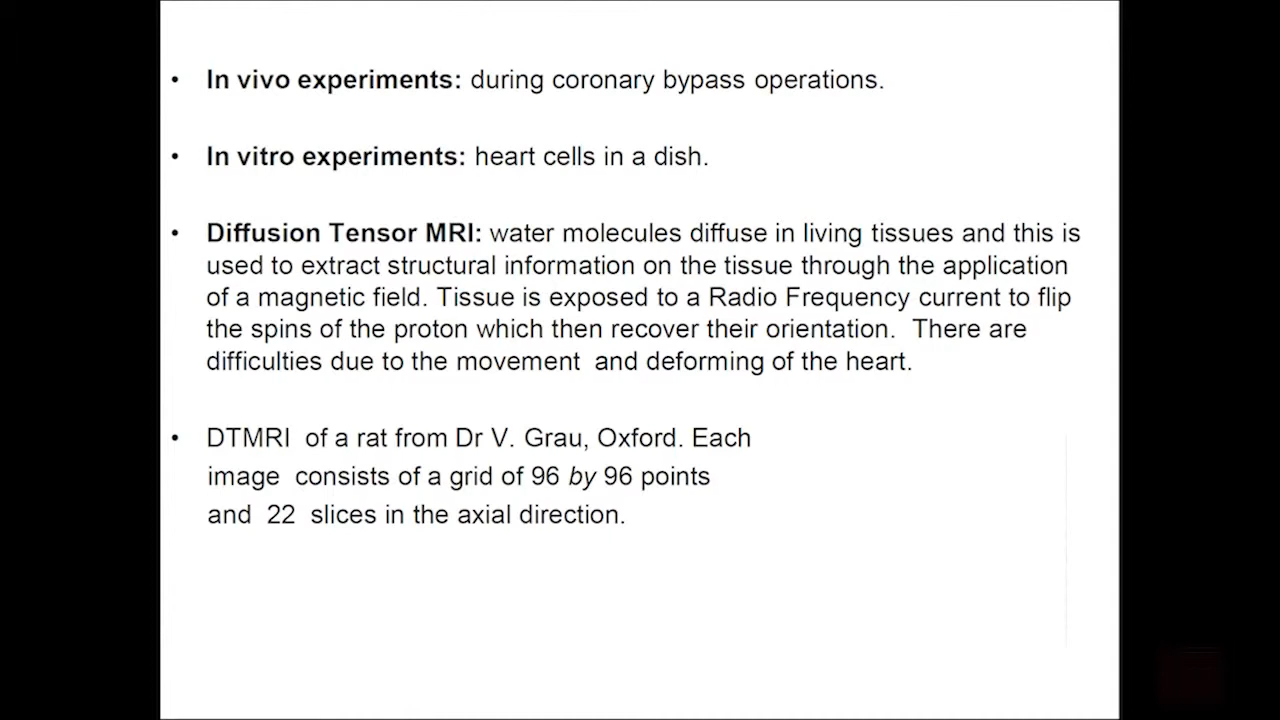 • In vivo experiments: during coronary bypass operations.
• In vitro experiments: heart cells in a dish.
• Diffusion Tensor MRI: water molecules diffuse in living tissues and this is
used to extract structural information on the tissue through the application
of a magnetic field. Tissue is exposed to a Radio Frequency current to flip
the spins of the proton which then recover their orientation. There are
difficulties due to the movement and deforming of the heart.
• DTMRI of a rat from Dr V. Grau, Oxford. Each
image consists of a grid of 96 by 96 points
and 22 slices in the axial direction.